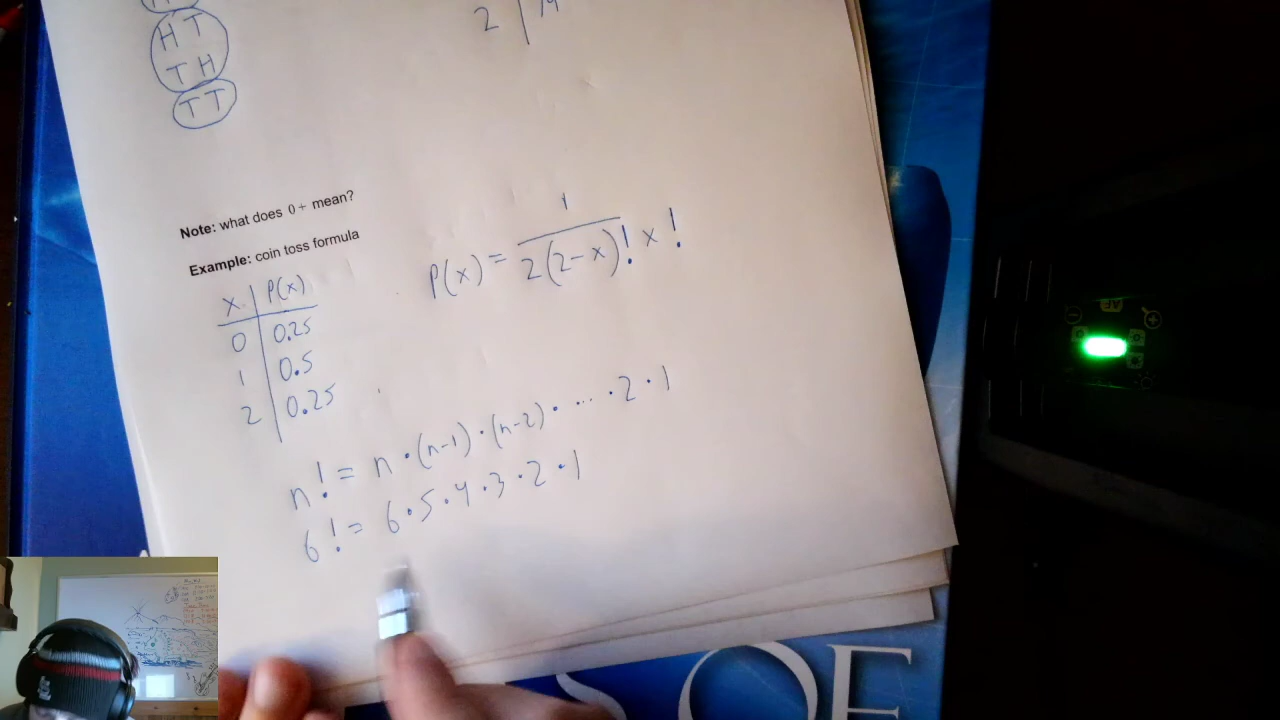 HT
TH
TT
2 |
Note: what does 0+ mean?
Example: coin toss formula
x | P(x)
0 | 0.25
1 | 0.5
2 | 0.25
P(x) = 1 / 2(2-x)! x!
n! = n·(n-1)·(n-2)· ... ·2·1
6! = 6·5·4·3·2·1
OF